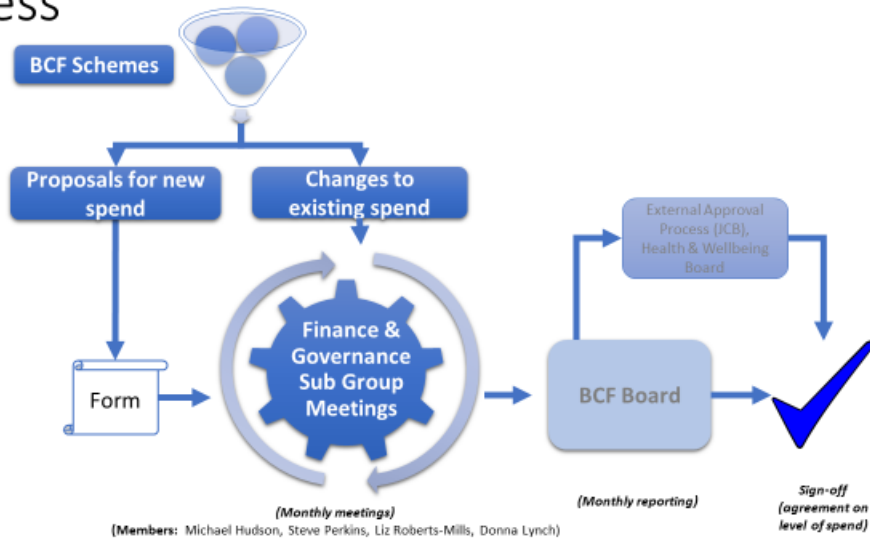 ess
BCF Schemes
Proposals for new
spend
Changes to
existing spend
External Approval
Process (JCB),
Health & Wellbeing
Board
Finance &
Governance
Sub Group
Meetings
Form
BCF Board
(Monthly meetings)
(Members: Michael Hudson, Steve Perkins, Liz Roberts-Mills, Donna Lynch)
(Monthly reporting)
Sign-off
(agreement on
level of spend)